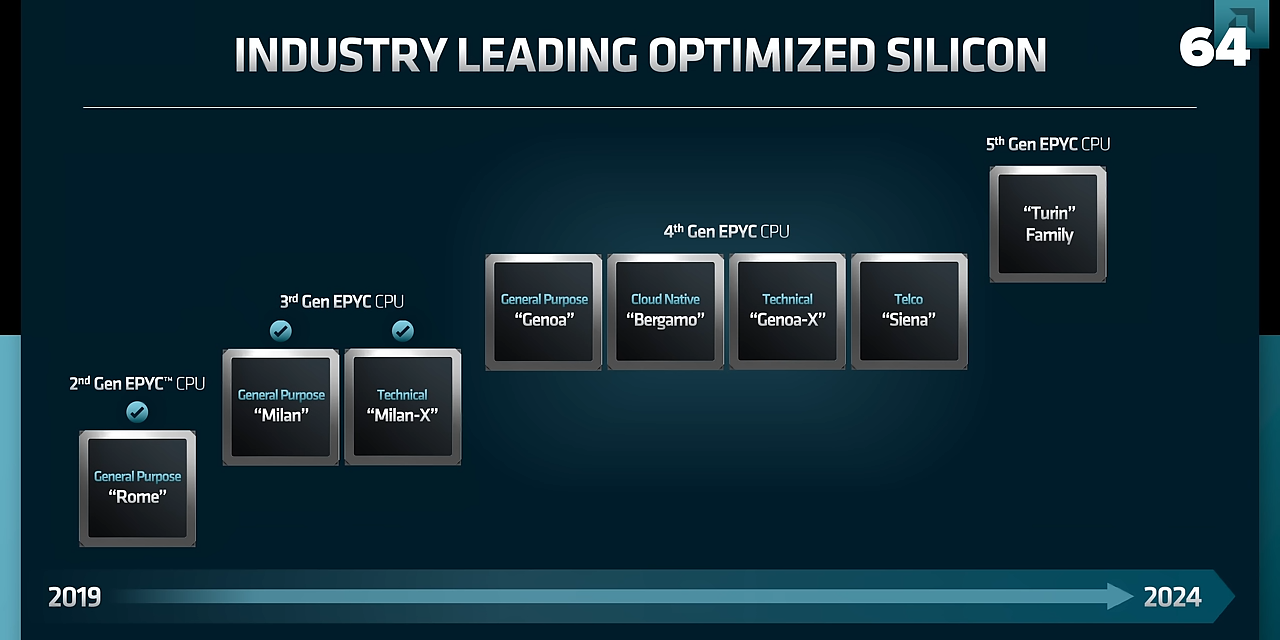 INDUSTRY LEADING OPTIMIZED SILICON
64
5th Gen EPYC CPU
“Turin”
Family
4th Gen EPYC CPU
General Purpose
“Genoa”
Cloud Native
“Bergamo”
Technical
“Genoa-X”
Telco
“Siena”
3rd Gen EPYC CPU
General Purpose
“Milan”
Technical
“Milan-X”
2nd Gen EPYC™ CPU
General Purpose
“Rome”
2019
2024